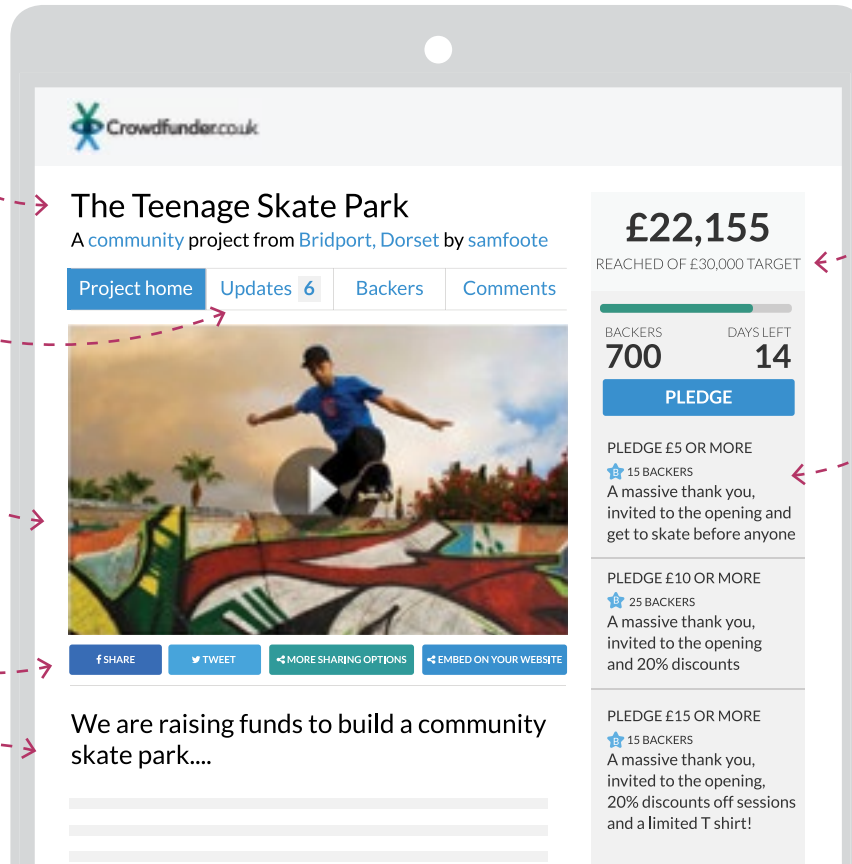 Crowdfunder.co.uk
The Teenage Skate Park
A community project from Bridport, Dorset by samfoote
Project home
Updates 6
Backers
Comments
f SHARE
TWEET
MORE SHARING OPTIONS
EMBED ON YOUR WEBSITE
We are raising funds to build a community
skate park....
£22,155
REACHED OF £30,000 TARGET
BACKERS
700
DAYS LEFT
14
PLEDGE
PLEDGE £5 OR MORE
B 15 BACKERS
A massive thank you,
invited to the opening and
get to skate before anyone
PLEDGE £10 OR MORE
B 25 BACKERS
A massive thank you,
invited to the opening
and 20% discounts
PLEDGE £15 OR MORE
B 15 BACKERS
A massive thank you,
invited to the opening,
20% discounts off sessions
and a limited T shirt!